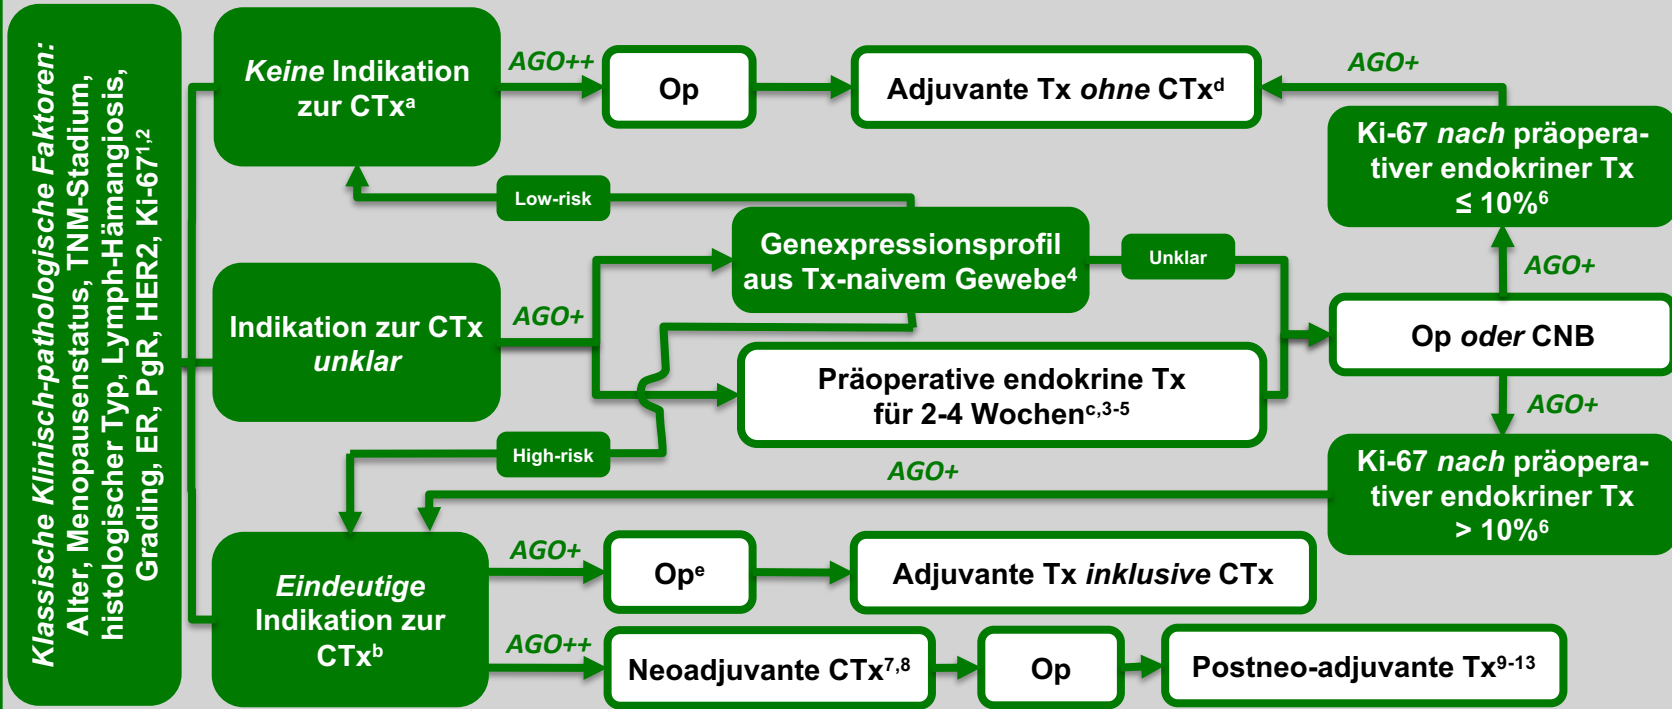 Klassische Klinisch-pathologische Faktoren:
Alter, Menopausenstatus, TNM-Stadium,
histologischer Typ, Lymph-Hämangiosis,
Grading, ER, PgR, HER2, Ki-67¹,²
Keine Indikation
zur CTxᵃ
AGO++
Op
Adjuvante Tx ohne CTxᵈ
AGO+
Ki-67 nach präopera-
tiver endokriner Tx
≤ 10%⁶
Low-risk
Genexpressionsprofil
aus Tx-naivem Gewebe⁴
Unklar
AGO+
Indikation zur CTx
unklar
AGO+
Op oder CNB
Präoperative endokrine Tx
für 2-4 Wochenᶜ,³⁻⁵
AGO+
High-risk
AGO+
Ki-67 nach präopera-
tiver endokriner Tx
> 10%⁶
Eindeutige
Indikation zur
CTxᵇ
AGO+
Opᵉ
Adjuvante Tx inklusive CTx
AGO++
Neoadjuvante CTx⁷,⁸
Op
Postneo-adjuvante Tx⁹⁻¹³